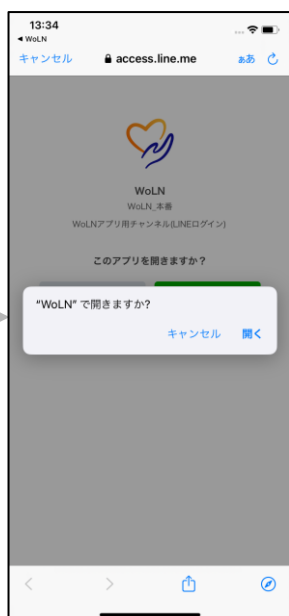 13:34
◀ WoLN
キャンセル
access.line.me
ぁあ
WoLN
WoLN_本番
WoLNアプリ用チャンネル(LINEログイン)
このアプリを開きますか？
“WoLN” で開きますか?
キャンセル
開く